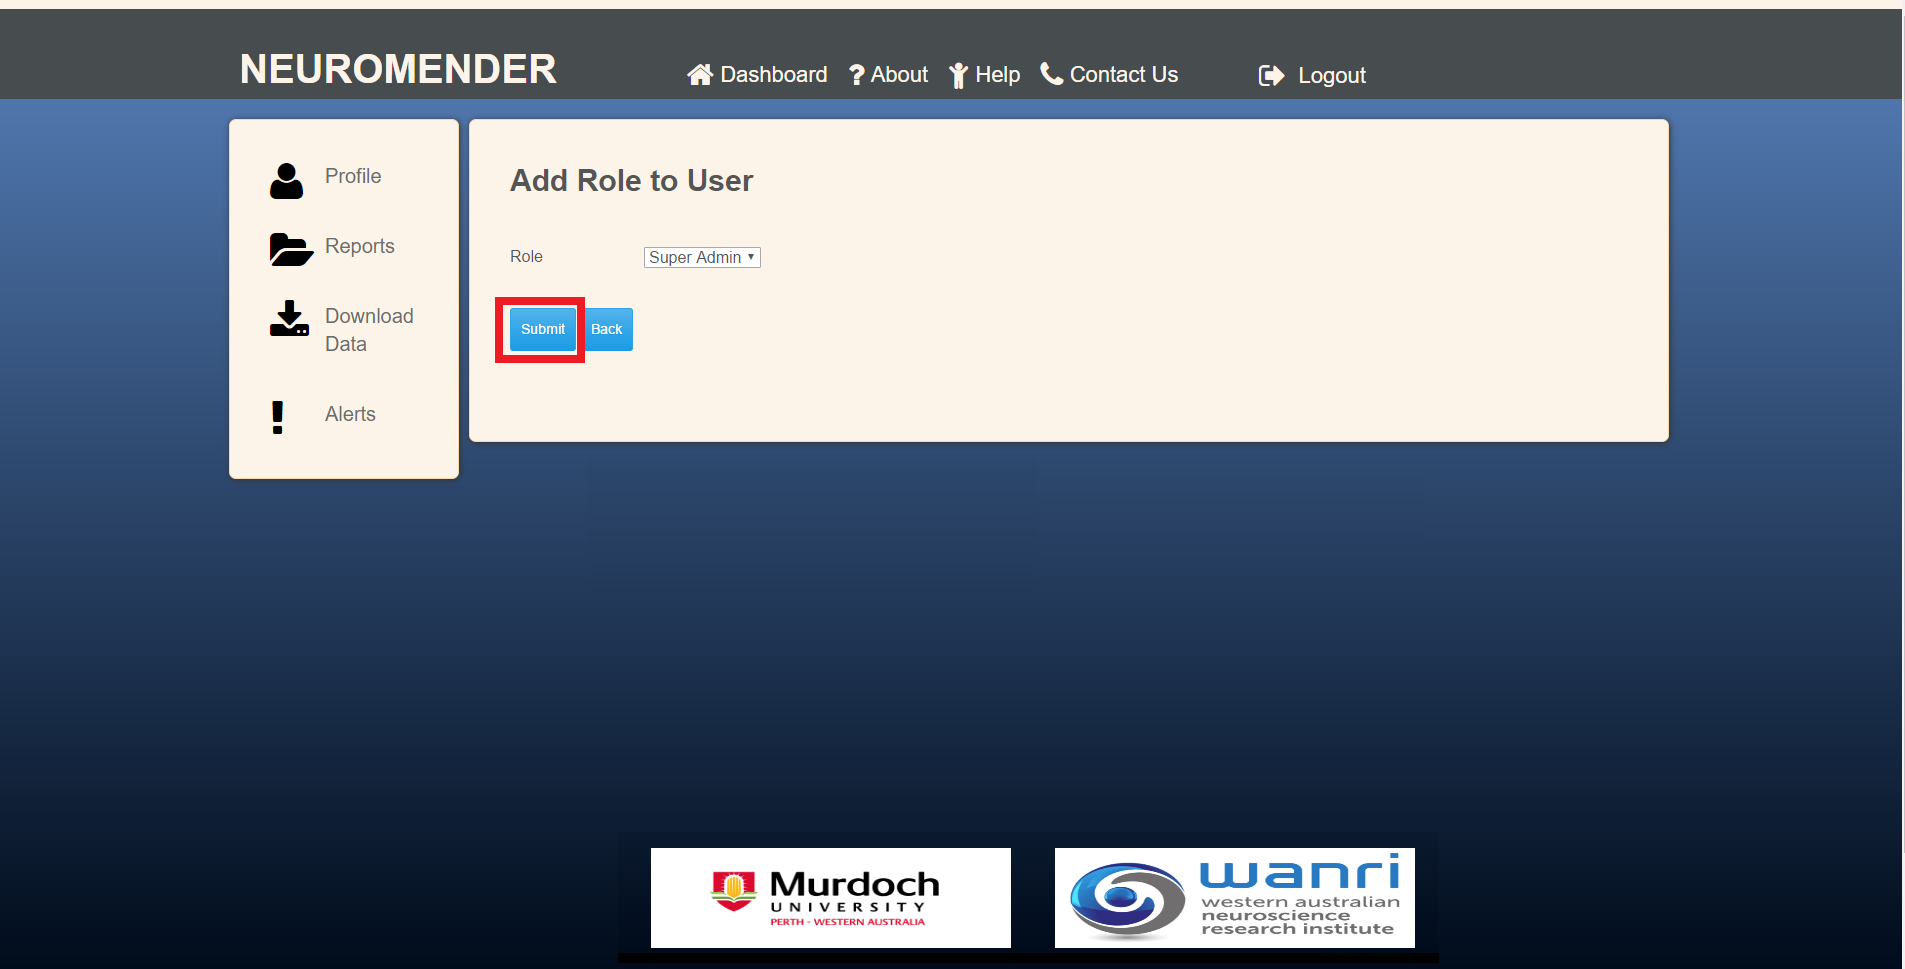 NEUROMENDER
Dashboard
? About
Help
Contact Us
Logout
Profile
Reports
Download
Data
Alerts
Add Role to User
Role
Super Admin
Submit
Back
Murdoch
UNIVERSITY
PERTH - WESTERN AUSTRALIA
wanri
western australian
neuroscience
research institute